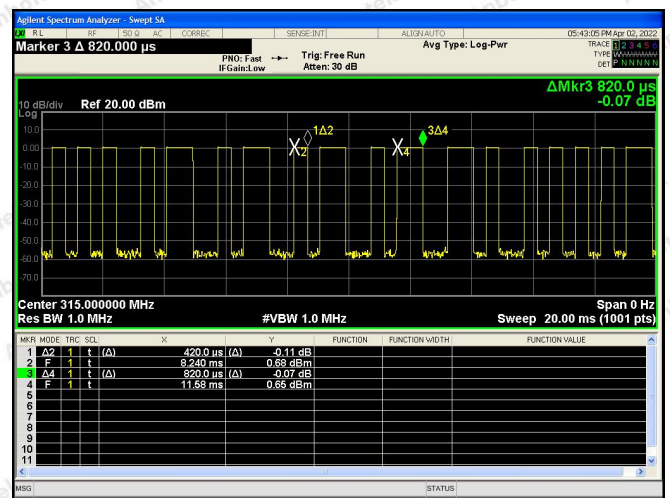 Agilent Spectrum Analyzer - Swept SA
LXI RL RF 50 Ω AC CORREC SENSE:INT ALIGN AUTO 05:43:05 PM Apr 02, 2022
Marker 3 Δ 820.000 µs
PNO: Fast Trig: Free Run Avg Type: Log-Pwr TRACE 1 2 3 4 5 6
IFGain:Low Atten: 30 dB TYPE
DET P N N N N N
ΔMkr3 820.0 µs
10 dB/div Ref 20.00 dBm -0.07 dB
Log
10.0
1Δ2 3Δ4
0.00
X2 X4
-10.0
-20.0
-30.0
-40.0
-50.0
-60.0
-70.0
Center 315.000000 MHz Span 0 Hz
Res BW 1.0 MHz #VBW 1.0 MHz Sweep 20.00 ms (1001 pts)
MKR MODE TRC SCL X Y FUNCTION FUNCTION WIDTH FUNCTION VALUE
1 Δ2 1 t (Δ) 420.0 µs (Δ) -0.11 dB
2 F 1 t 8.240 ms 0.68 dBm
3 Δ4 1 t (Δ) 820.0 µs (Δ) -0.07 dB
4 F 1 t 11.58 ms 0.65 dBm
5
6
7
8
9
10
11
MSG STATUS